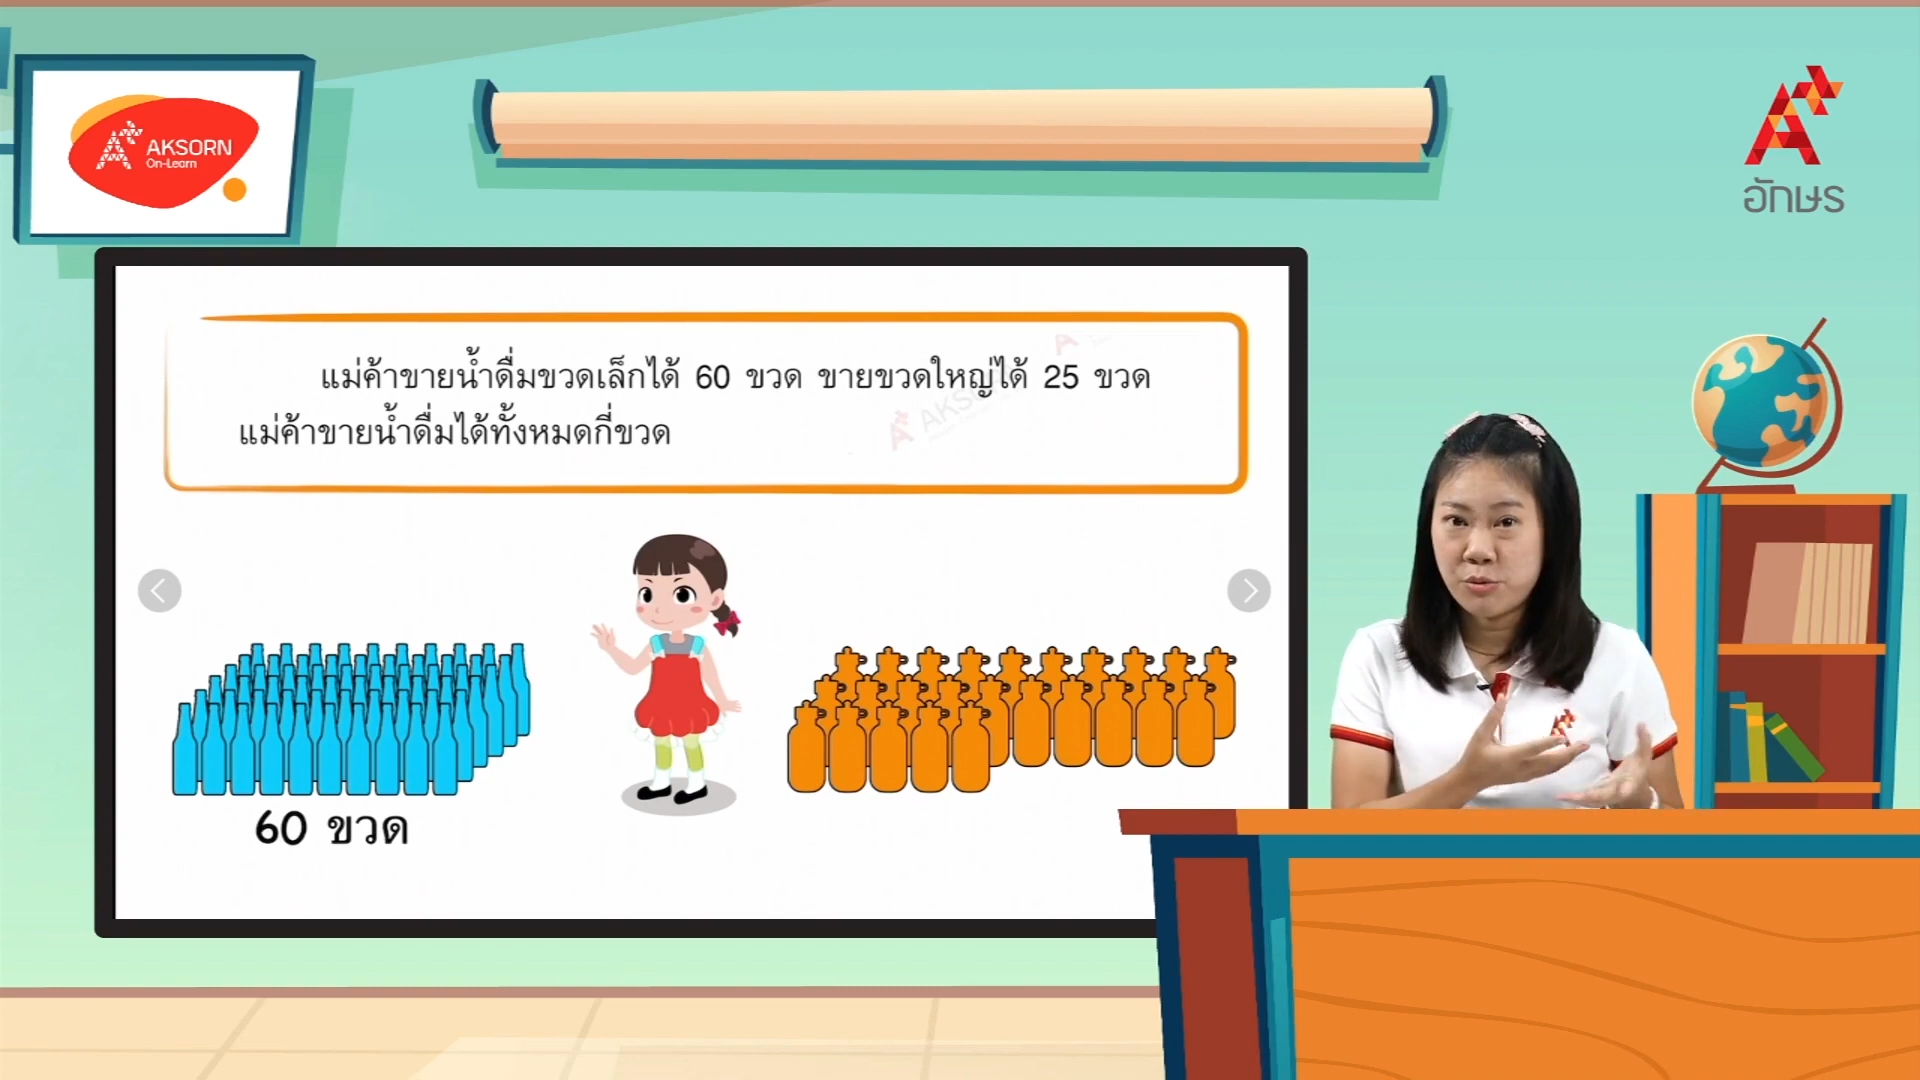 AKSORN
On-Learn
อักษร
แม่ค้าขายน้ำดื่มขวดเล็กได้ 60 ขวด ขายขวดใหญ่ได้ 25 ขวด
แม่ค้าขายน้ำดื่มได้ทั้งหมดกี่ขวด
60 ขวด